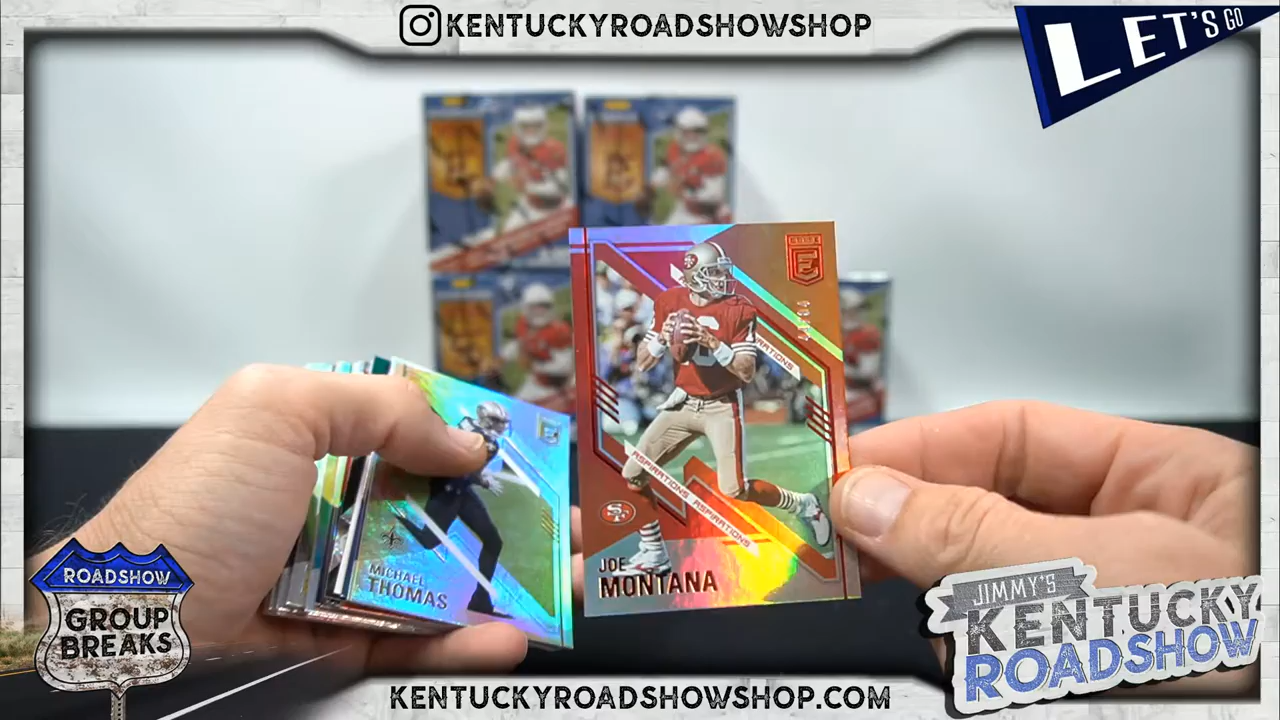 KENTUCKYROADSHOWSHOP
LET'S GO
ASPIRATIONS ASPIRATIONS
JOE
MONTANA
MICHAEL
THOMAS
ROADSHOW
GROUP
BREAKS
JIMMY'S
KENTUCKY
ROADSHOW
KENTUCKYROADSHOWSHOP.COM